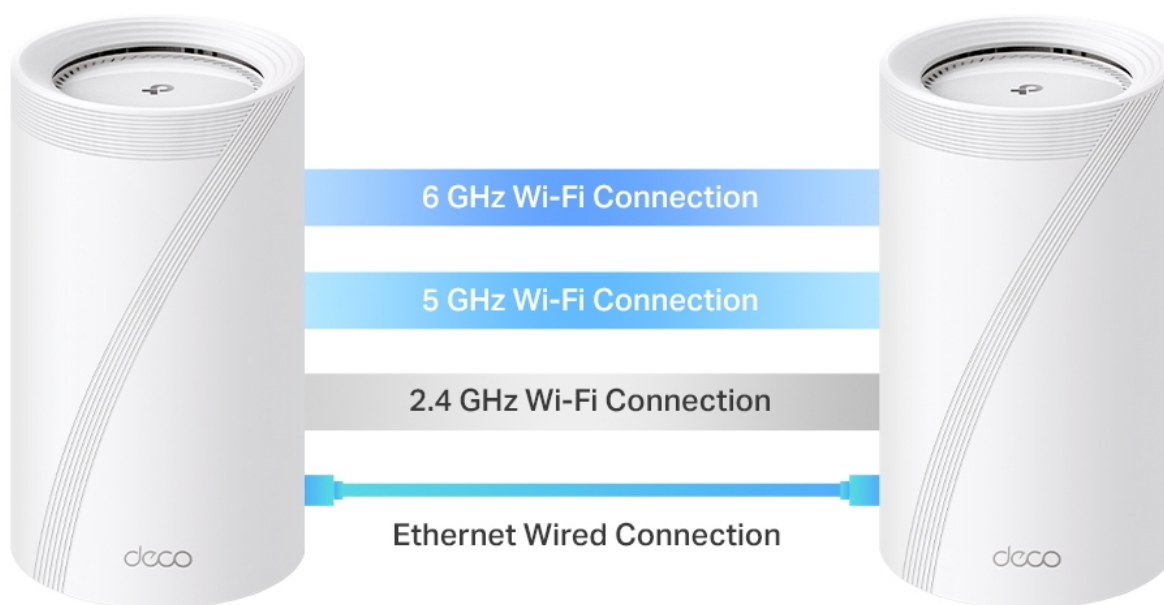 6 GHz Wi-Fi Connection
5 GHz Wi-Fi Connection
2.4 GHz Wi-Fi Connection
Ethernet Wired Connection
deco
deco